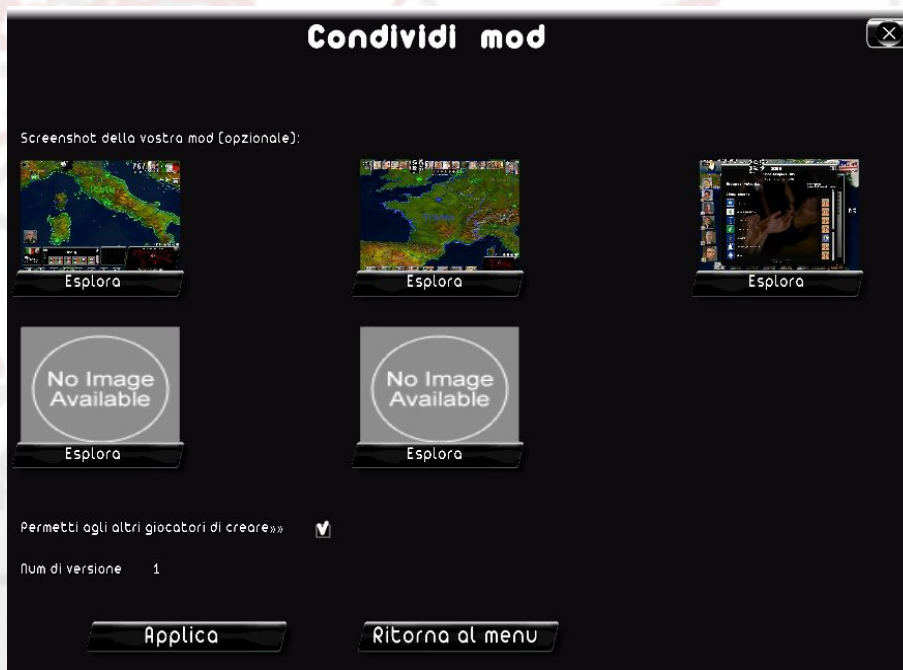 Condividi mod
Screenshot della vostra mod (opzionale):
Esplora
Esplora
Esplora
No Image
Available
No Image
Available
Esplora
Esplora
Permetti agli altri giocatori di creare»»
Num di versione 1
Applica
Ritorna al menu